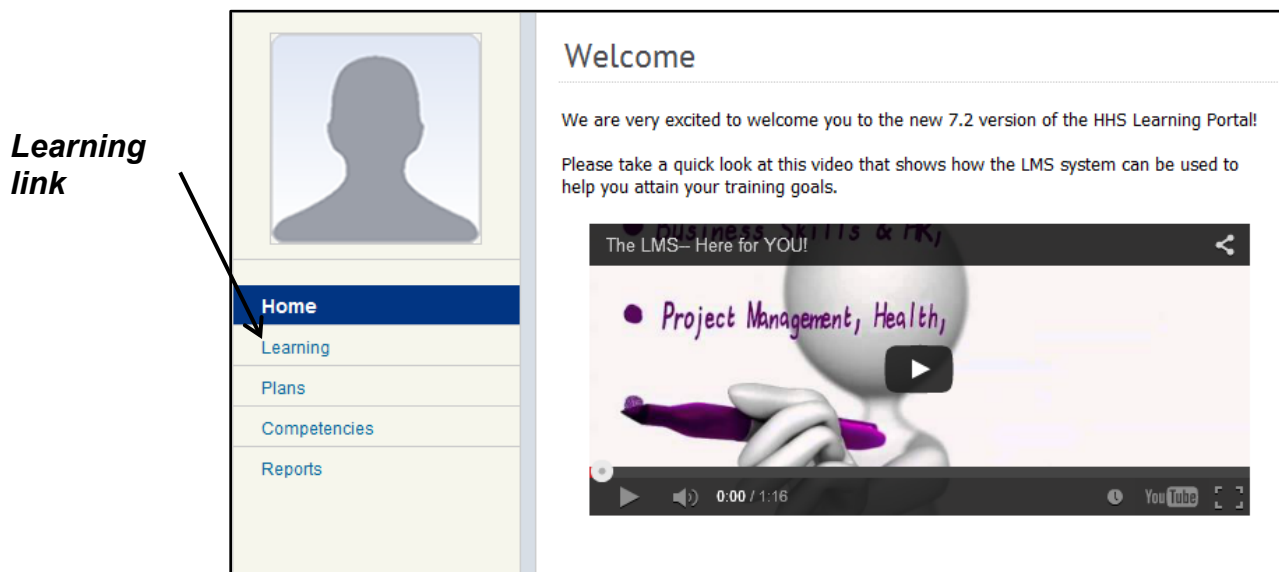 Learning
link
Home
Learning
Plans
Competencies
Reports
Welcome
We are very excited to welcome you to the new 7.2 version of the HHS Learning Portal!
Please take a quick look at this video that shows how the LMS system can be used to
help you attain your training goals.
Business Skills & HR,
The LMS– Here for YOU!
Project Management, Health,
0:00 / 1:16
YouTube